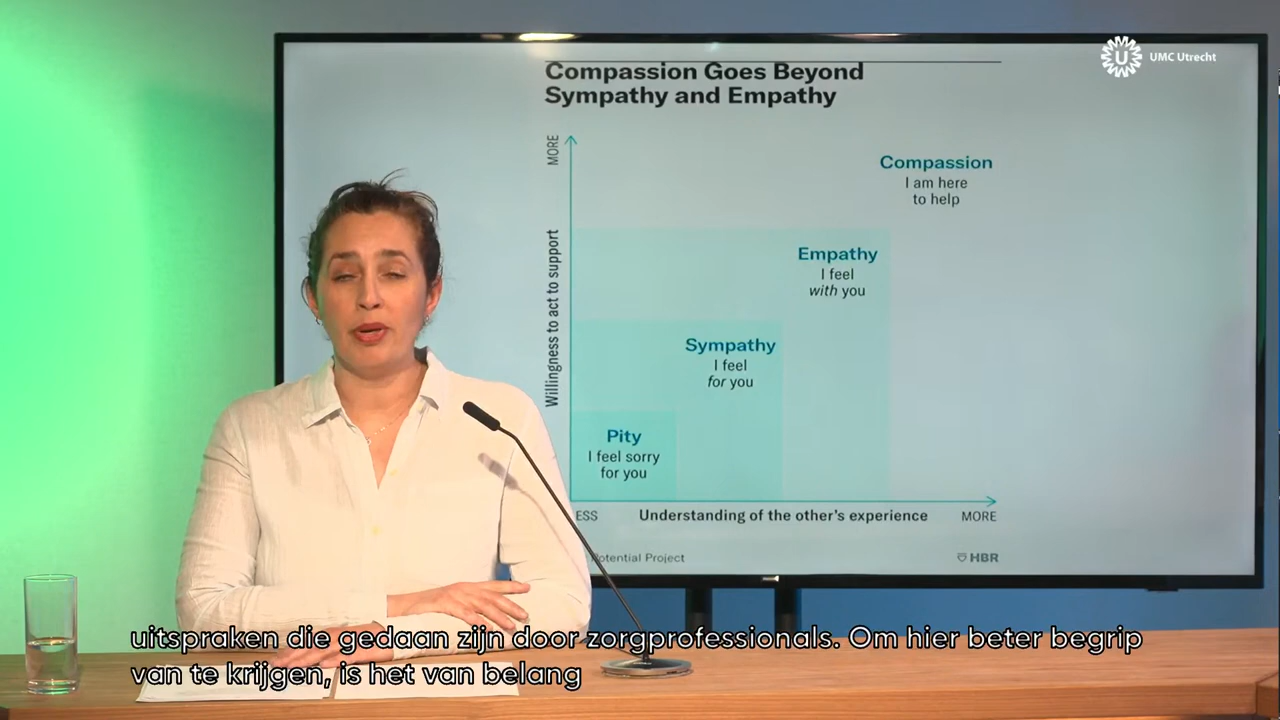 UMC Utrecht
Compassion Goes Beyond
Sympathy and Empathy
MORE
Willingness to act to support
Compassion
I am here
to help
Empathy
I feel
with you
Sympathy
I feel
for you
Pity
I feel sorry
for you
ESS
Understanding of the other's experience
MORE
Potential Project
HBR
uitspraken die gedaan zijn door zorgprofessionals. Om hier beter begrip
van te krijgen, is het van belang